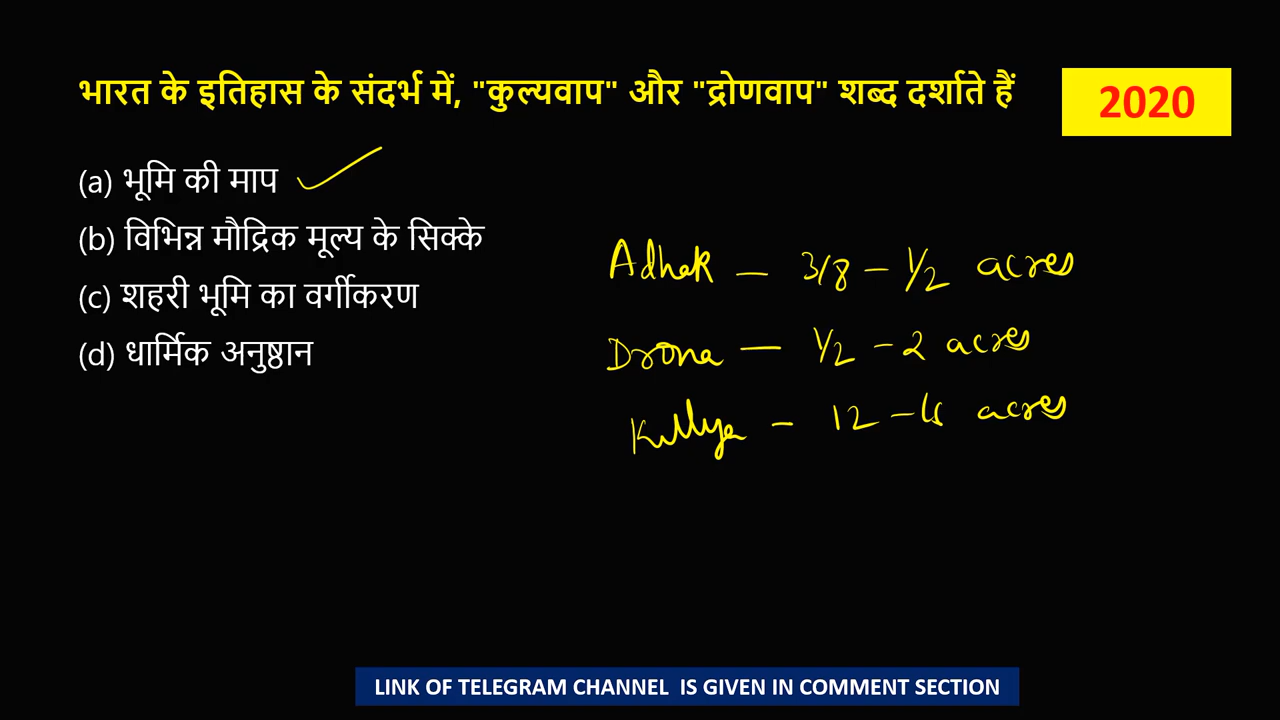 भारत के इतिहास के संदर्भ में, "कुल्यवाप" और "द्रोणवाप" शब्द दर्शाते हैं
2020
(a) भूमि की माप
(b) विभिन्न मौद्रिक मूल्य के सिक्के
(c) शहरी भूमि का वर्गीकरण
(d) धार्मिक अनुष्ठान
Adhak – 3/8 – 1/2 acres
Drona – 1/2 – 2 acres
Kullya – 12 – acres
LINK OF TELEGRAM CHANNEL IS GIVEN IN COMMENT SECTION